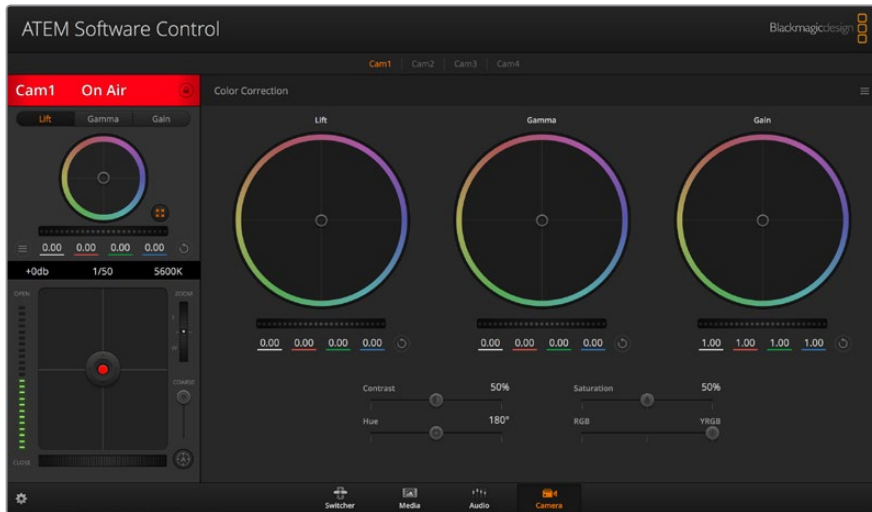 ATEM Software Control
Blackmagicdesign
Cam1 Cam2 Cam3 Cam4
Cam1 On Air
Color Correction
Lift Gamma Gain
0.00 0.00 0.00 0.00
+0db 1/50 5600K
OPEN
ZOOM
T
W
COARSE
CLOSE
Lift
0.00 0.00 0.00 0.00
Gamma
0.00 0.00 0.00 0.00
Gain
1.00 1.00 1.00 1.00
Contrast 50%
Saturation 50%
Hue 180°
RGB YRGB
Switcher Media Audio Camera